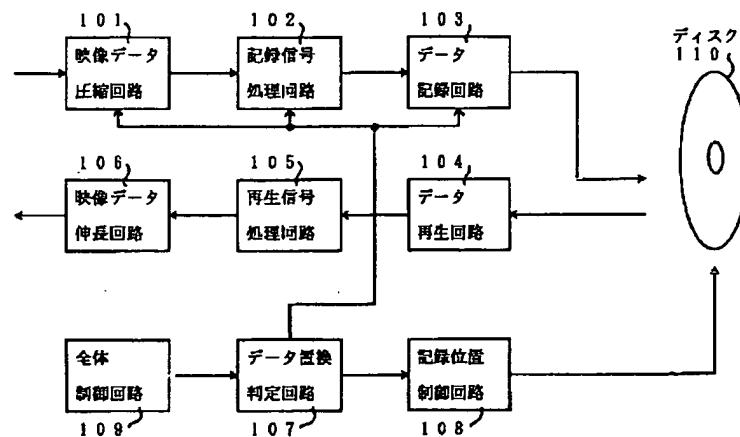 101
102
103
ディスク
110
映像データ
圧縮回路
記録信号
処理回路
データ
記録回路
106
105
104
映像データ
伸長回路
再生信号
処理回路
データ
再生回路
全体
制御回路
データ置換
判定回路
記録位置
制御回路
109
107
108